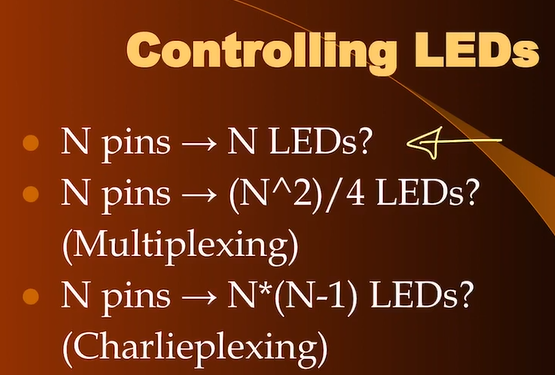 Controlling LEDs
N pins → N LEDs?
N pins → (N^2)/4 LEDs?
(Multiplexing)
N pins → N*(N-1) LEDs?
(Charlieplexing)